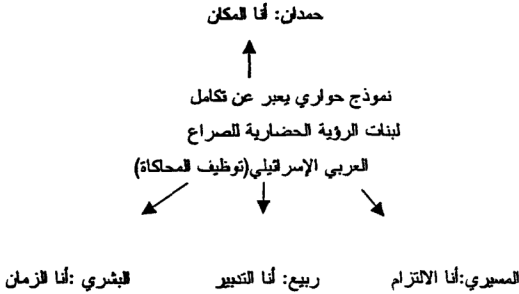 حمدان: أنا المكان
نموذج حواري يعبر عن تكامل
لبنات الرؤية الحضارية للصراع
العربي الإسرائيلي(توظيف المحاكاة)
المسيري:أنا الالتزام ربيع: أنا التدبير البشري :أنا الزمان